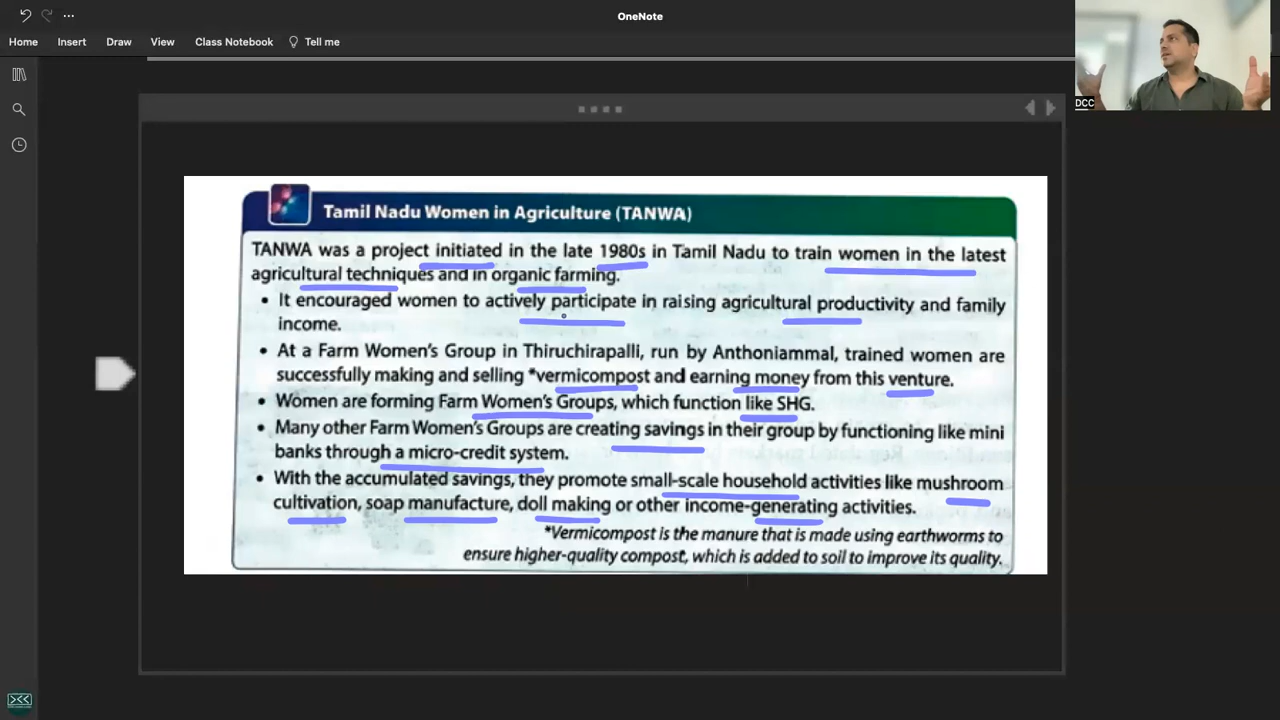 OneNote
Home Insert Draw View Class Notebook Tell me
DCC
Tamil Nadu Women in Agriculture (TANWA)
TANWA was a project initiated in the late 1980s in Tamil Nadu to train women in the latest
agricultural techniques and in organic farming.
• It encouraged women to actively participate in raising agricultural productivity and family
income.
• At a Farm Women's Group in Thiruchirapalli, run by Anthoniammal, trained women are
successfully making and selling *vermicompost and earning money from this venture.
• Women are forming Farm Women's Groups, which function like SHG.
• Many other Farm Women's Groups are creating savings in their group by functioning like mini
banks through a micro-credit system.
• With the accumulated savings, they promote small-scale household activities like mushroom
cultivation, soap manufacture, doll making or other income-generating activities.
*Vermicompost is the manure that is made using earthworms to
ensure higher-quality compost, which is added to soil to improve its quality.